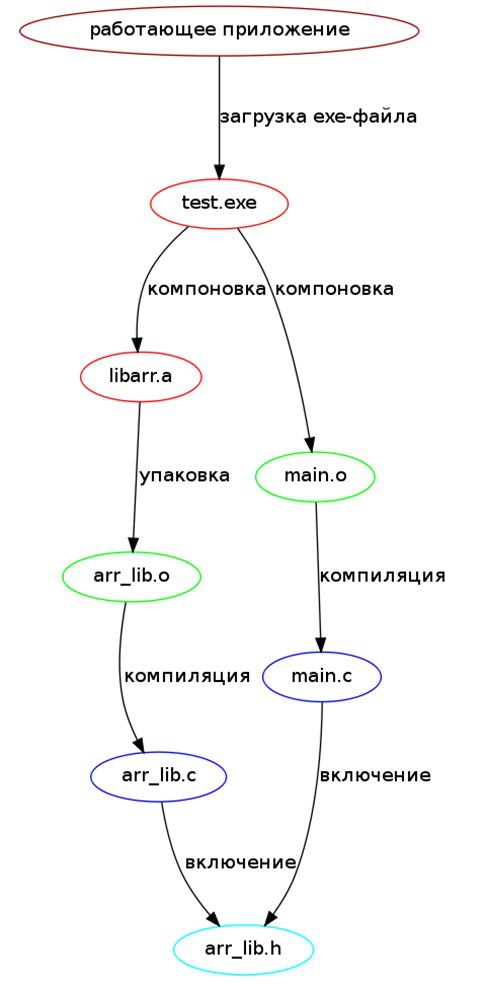 работающее приложение
загрузка exe-файла
test.exe
компоновка компоновка
libarr.a
упаковка
main.o
arr_lib.o
компиляция
компиляция
main.c
arr_lib.c
включение
включение
arr_lib.h